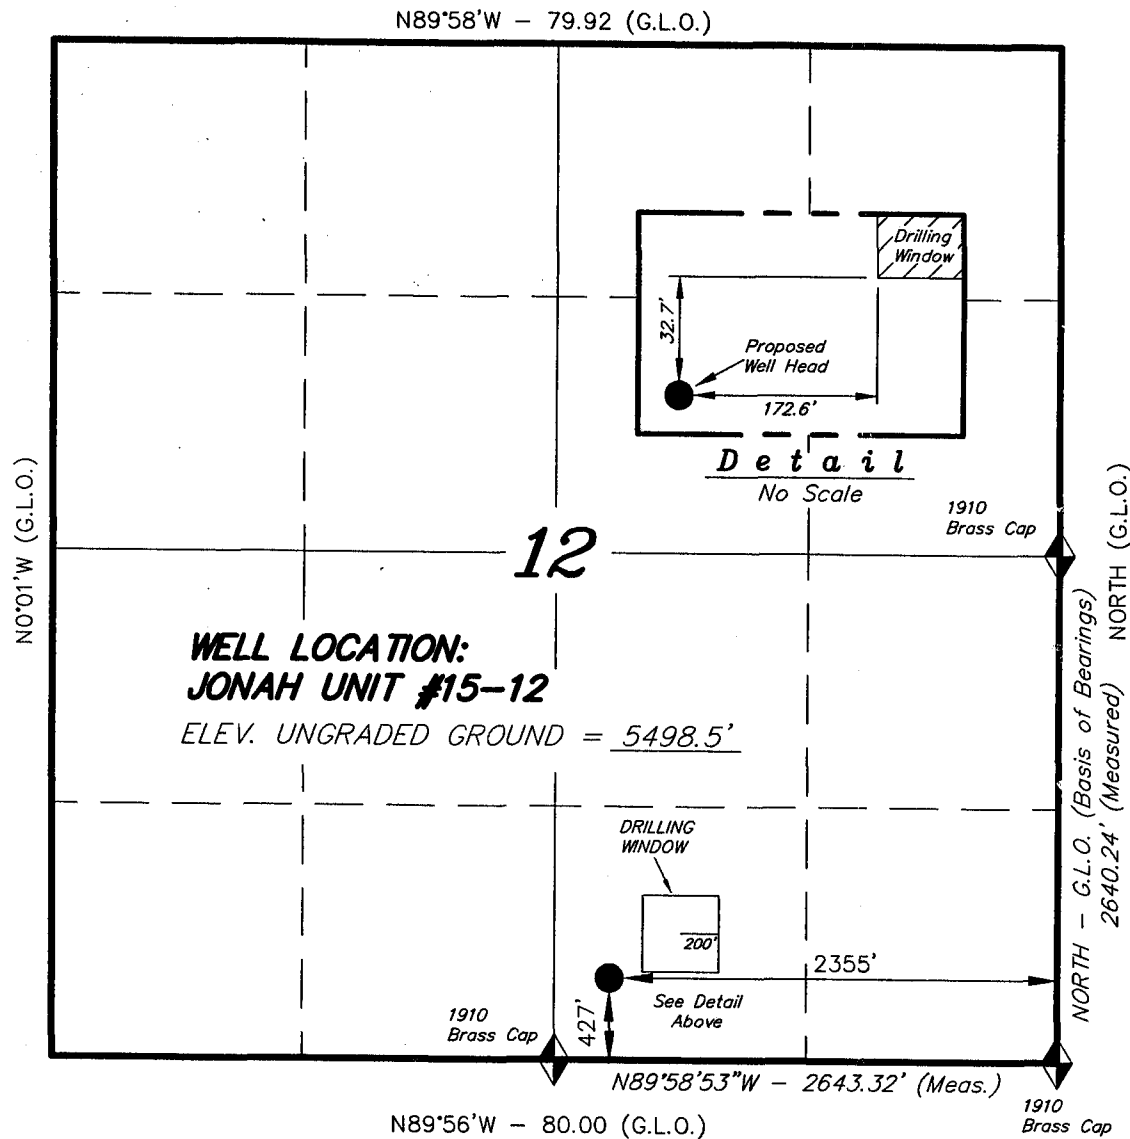 N89°58'W - 79.92 (G.L.O.)
Drilling
Window
32.7'
Proposed
Well Head
172.6'
Detail
No Scale
1910
Brass Cap
N0°01'W (G.L.O.)
NORTH (G.L.O.)
12
WELL LOCATION:
JONAH UNIT #15-12
ELEV. UNGRADED GROUND = 5498.5'
NORTH - G.L.O. (Basis of Bearings)
2640.24' (Measured)
DRILLING
WINDOW
200'
2355'
See Detail
Above
427'
1910
Brass Cap
N89°58'53"W - 2643.32' (Meas.)
N89°56'W - 80.00 (G.L.O.)
1910
Brass Cap